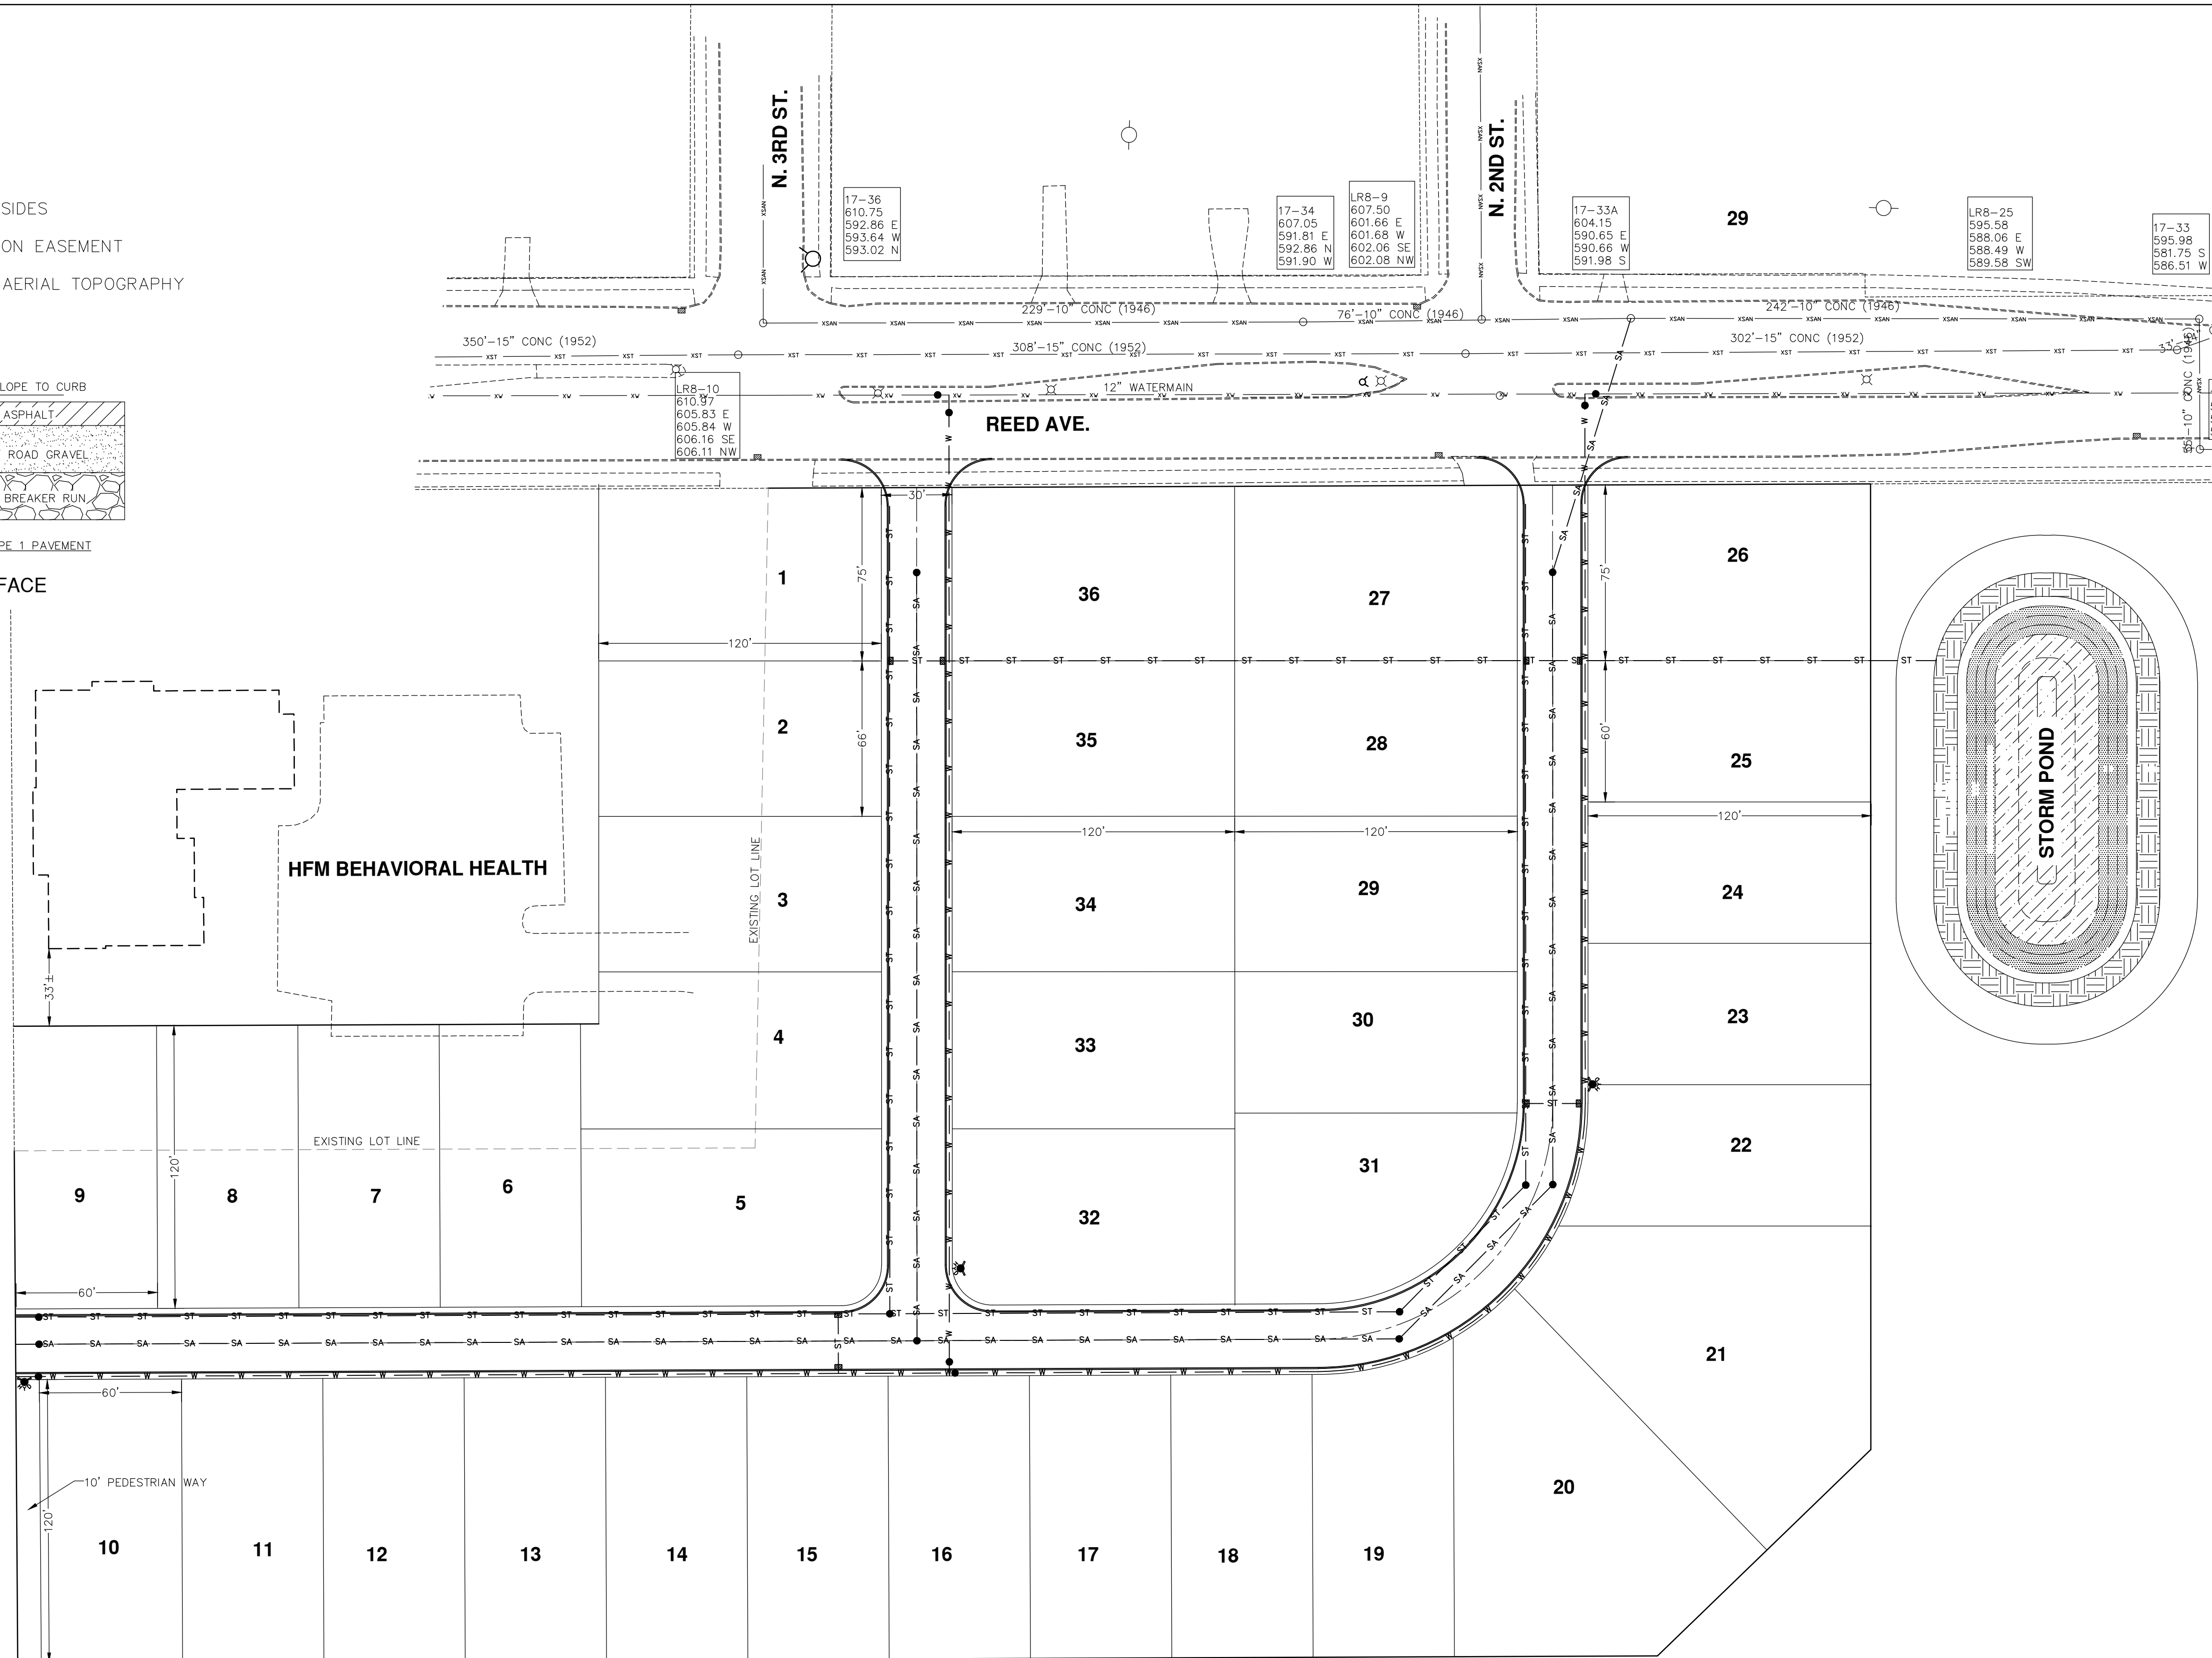 SIDES
ON EASEMENT
AERIAL TOPOGRAPHY
LOPE TO CURB
ASPHALT
ROAD GRAVEL
BREAKER RUN
PE 1 PAVEMENT
FACE
N. 3RD ST.
N. 2ND ST.
17-36
610.75
592.86 E
593.64 W
593.02 N
17-34
607.05
591.81 E
592.86 N
591.90 W
LR8-9
607.50
601.66 E
601.68 W
602.06 SE
602.08 NW
17-33A
604.15
590.65 E
590.66 W
591.98 S
29
LR8-25
595.58
588.06 E
588.49 W
589.58 SW
17-33
595.98
581.75 S
586.51 W
229'-10" CONC (1946)
76'-10" CONC (1946)
242'-10" CONC (1946)
350'-15" CONC (1952)
308'-15" CONC (1952)
302'-15" CONC (1952)
LR8-10
610.97
605.83 E
605.84 W
606.16 SE
606.11 NW
12" WATERMAIN
REED AVE.
30'
75'
120'
66'
75'
60'
120'
120'
120'
1
2
3
4
5
6
7
8
9
36
35
34
33
32
27
28
29
30
31
26
25
24
23
22
21
20
HFM BEHAVIORAL HEALTH
33'±
EXISTING LOT LINE
EXISTING LOT LINE
STORM POND
120'
60'
60'
120'
10' PEDESTRIAN WAY
10
11
12
13
14
15
16
17
18
19